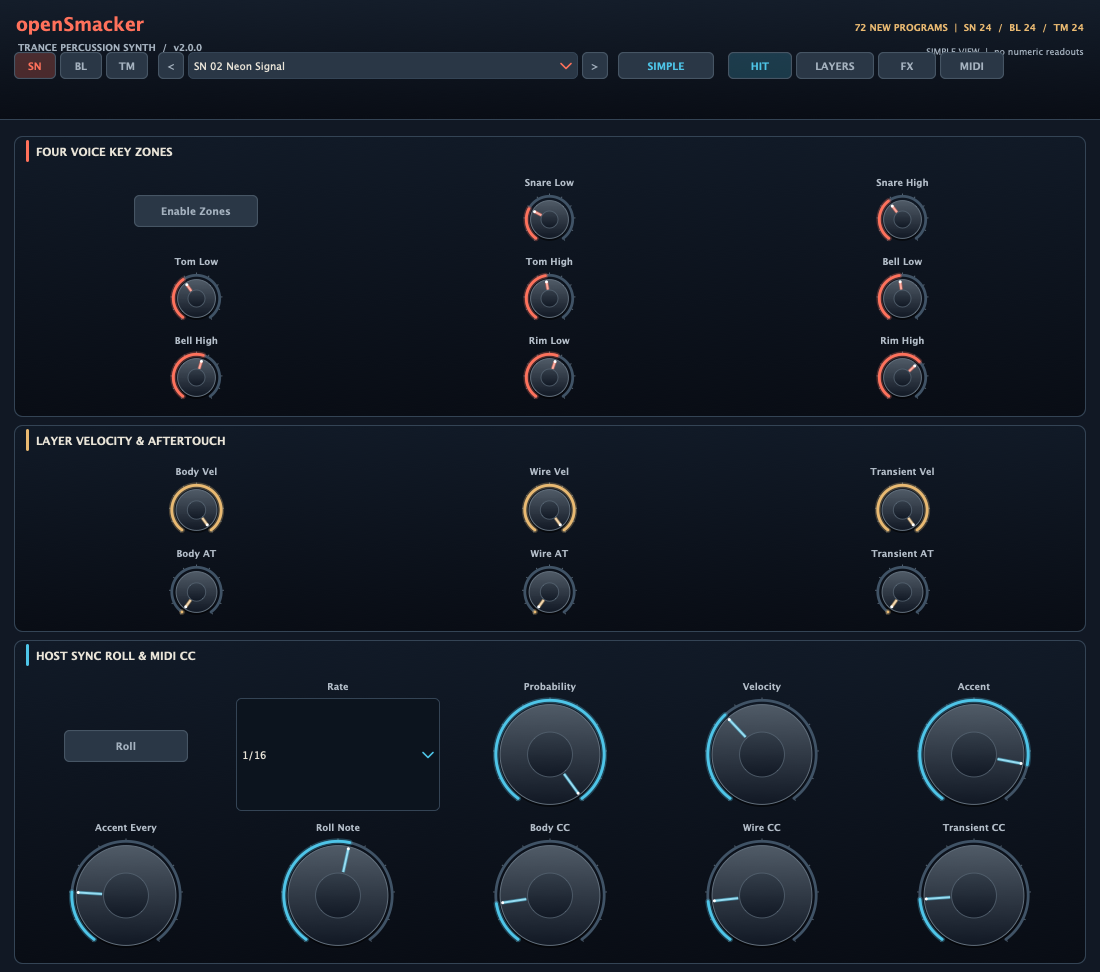 openSmacker
72 NEW PROGRAMS | SN 24 / BL 24 / TM 24
TRANCE PERCUSSION SYNTH / v2.0.0
SIMPLE VIEW | no numeric readouts
SN BL TM < SN 02 Neon Signal > SIMPLE HIT LAYERS FX MIDI
FOUR VOICE KEY ZONES
Snare Low Snare High
Enable Zones
Tom Low Tom High Bell Low
Bell High Rim Low Rim High
LAYER VELOCITY & AFTERTOUCH
Body Vel Wire Vel Transient Vel
Body AT Wire AT Transient AT
HOST SYNC ROLL & MIDI CC
Rate Probability Velocity Accent
Roll 1/16
Accent Every Roll Note Body CC Wire CC Transient CC